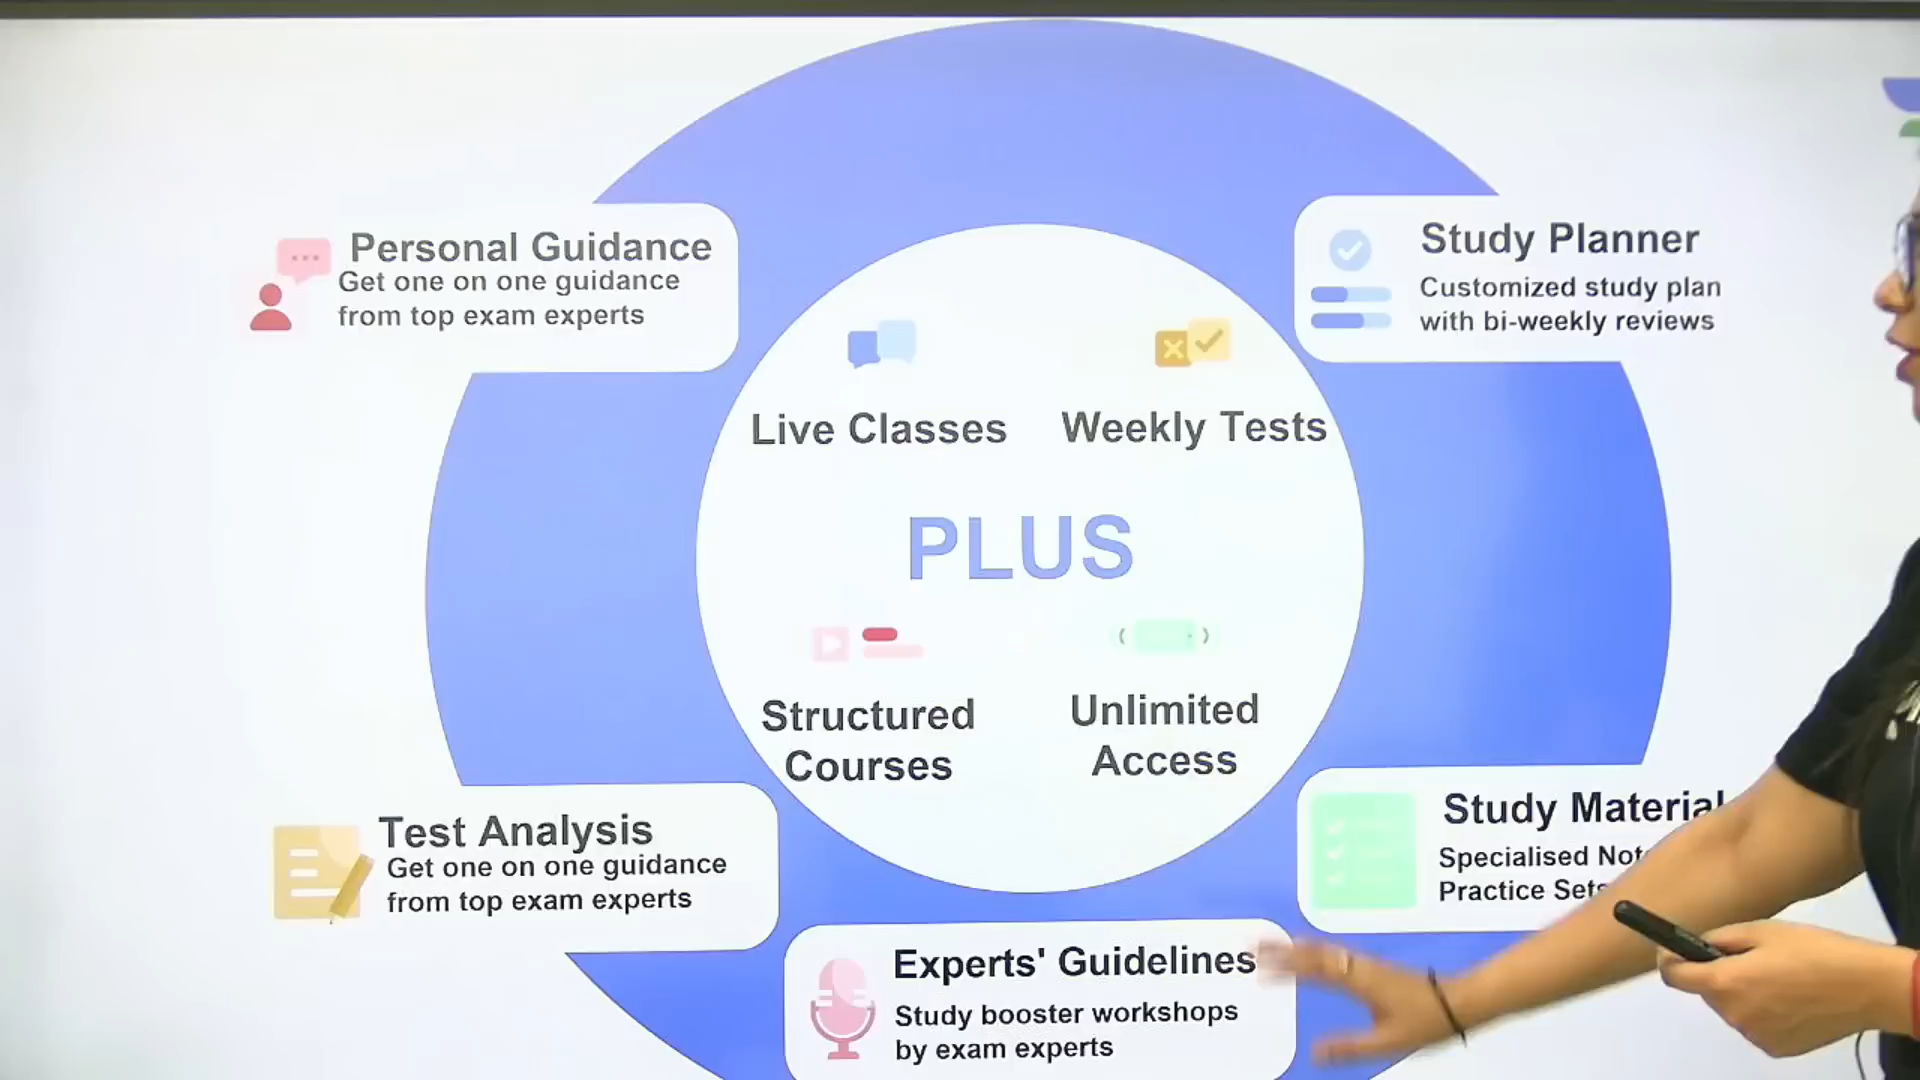 Personal Guidance
Get one on one guidance
from top exam experts
Study Planner
Customized study plan
with bi-weekly reviews
Live Classes
Weekly Tests
PLUS
Structured
Courses
Unlimited
Access
Test Analysis
Get one on one guidance
from top exam experts
Study Material
Specialised
Practice Sets
Experts' Guidelines
Study booster workshops
by exam experts